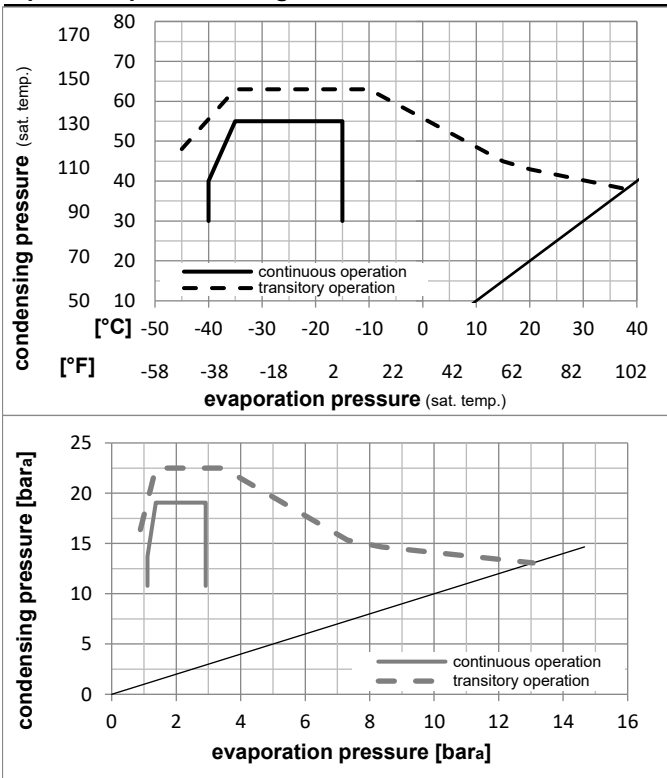 condensing pressure (sat. temp.)
170 80
70
150 60
130 50
110 40
90 30
70 20
50 10
continuous operation
transitory operation
[°C] -50 -40 -30 -20 -10 0 10 20 30 40
[°F] -58 -38 -18 2 22 42 62 82 102
evaporation pressure (sat. temp.)
condensing pressure [bara]
25
20
15
10
5
0
continuous operation
transitory operation
0 2 4 6 8 10 12 14 16
evaporation pressure [bara]